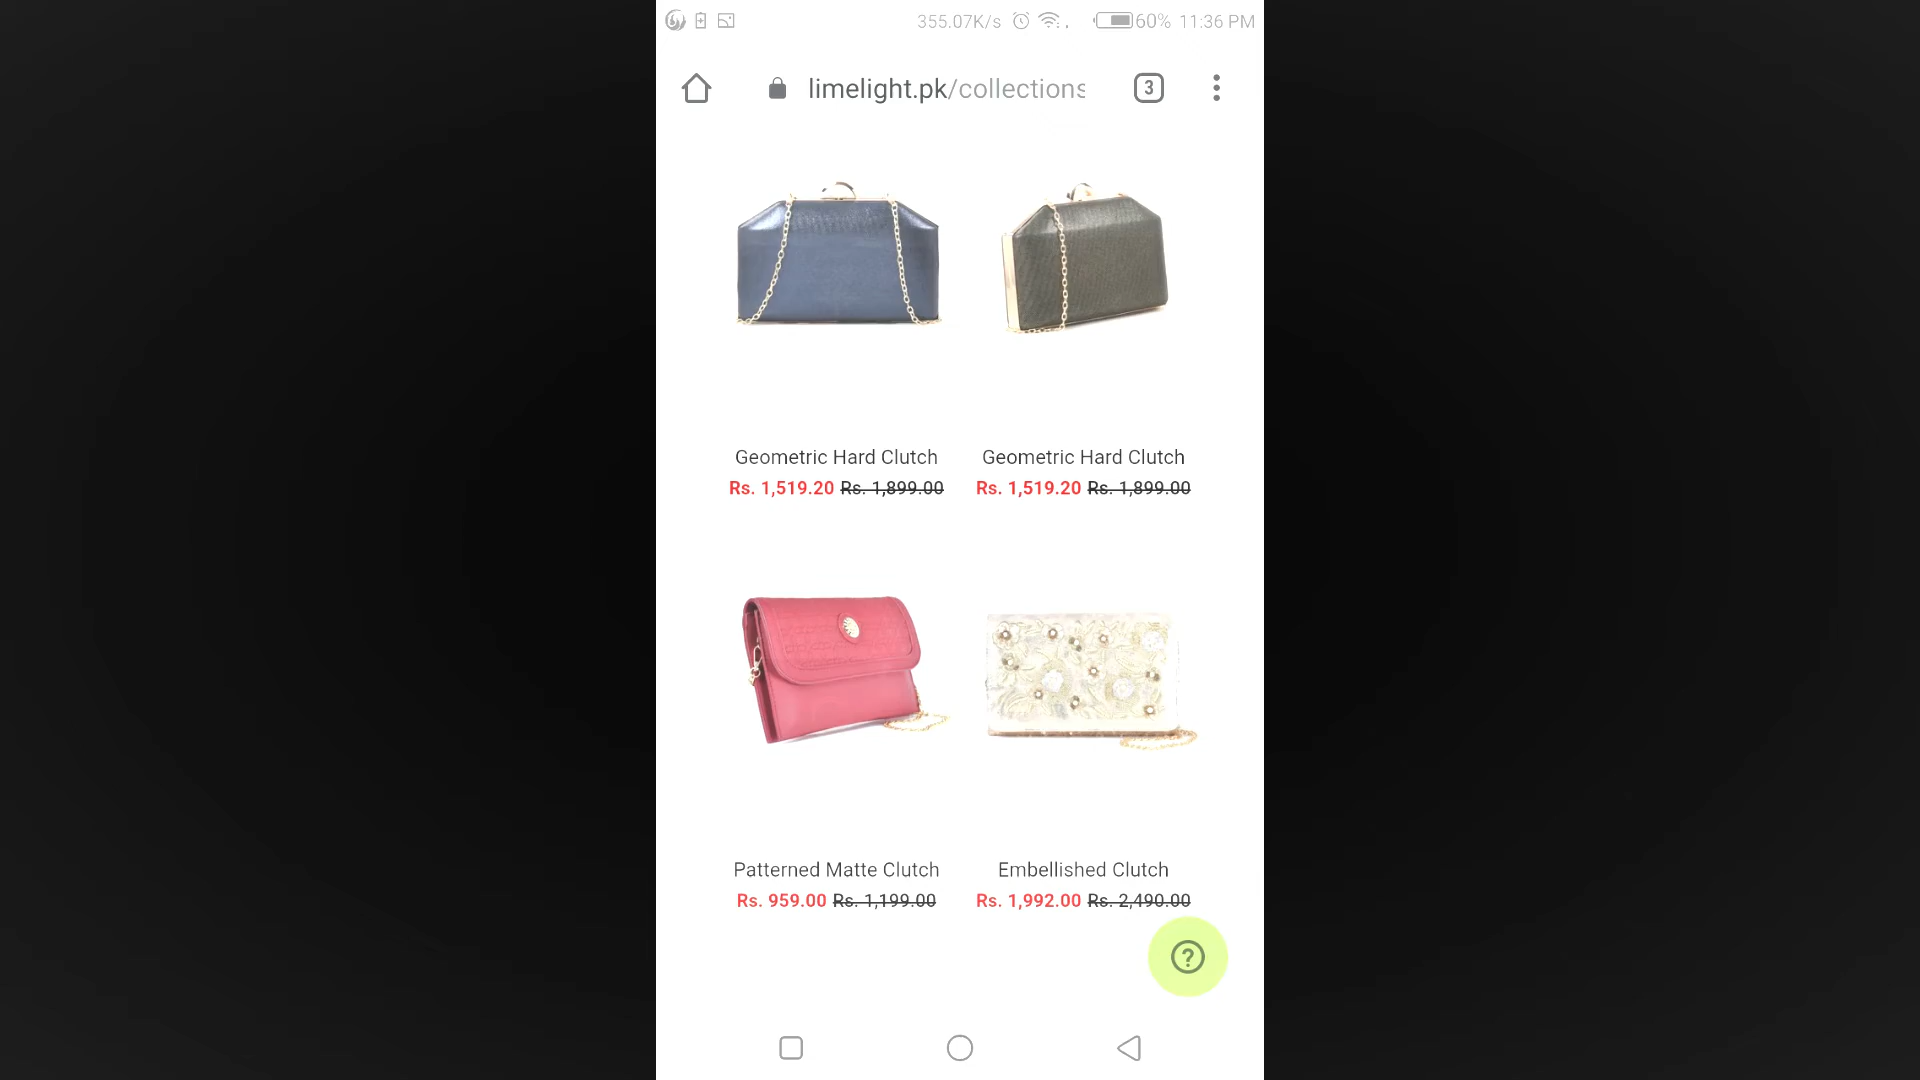 355.07K/s 60% 11:36 PM
limelight.pk/collections 3
Geometric Hard Clutch
Rs. 1,519.20 Rs. 1,899.00
Geometric Hard Clutch
Rs. 1,519.20 Rs. 1,899.00
Patterned Matte Clutch
Rs. 959.00 Rs. 1,199.00
Embellished Clutch
Rs. 1,992.00 Rs. 2,490.00
?